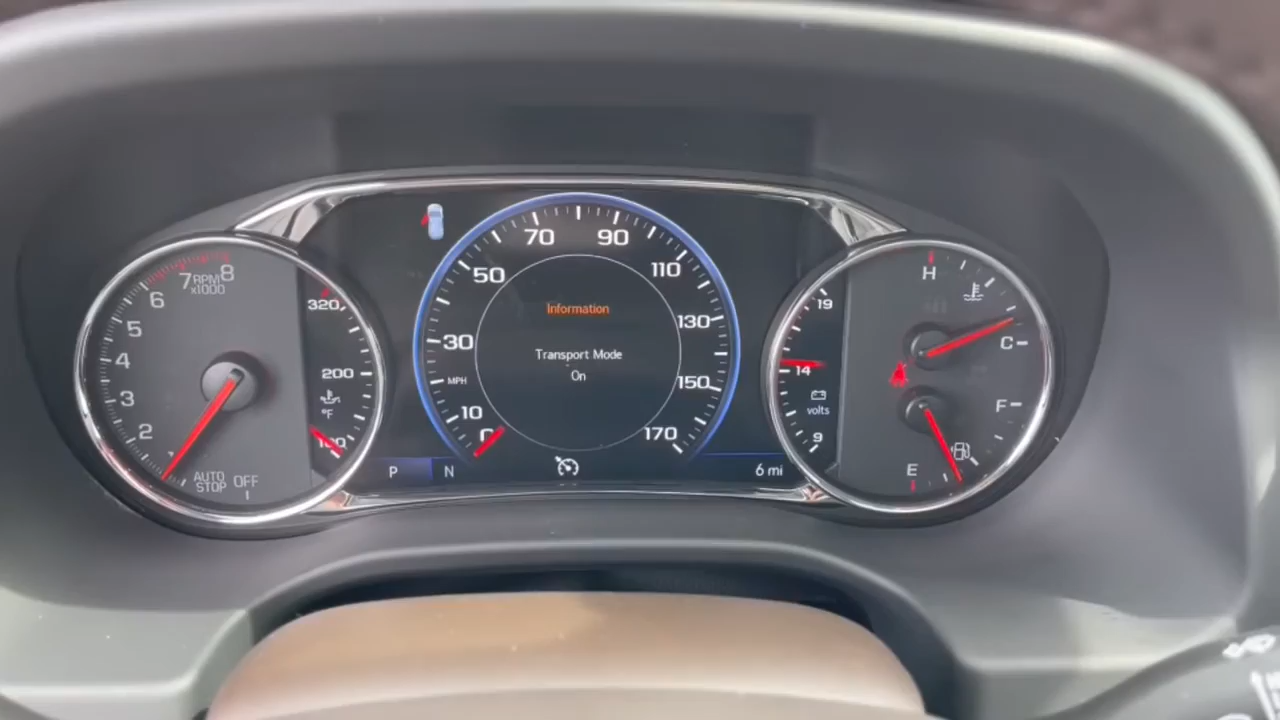 8
7
RPM
x1000
6
5
4
3
2
AUTO
STOP
OFF
320
200
°F
70
90
50
110
30
130
MPH
150
10
170
0
Information
Transport Mode
On
P
N
6 mi
19
14
volts
9
H
C
F
E